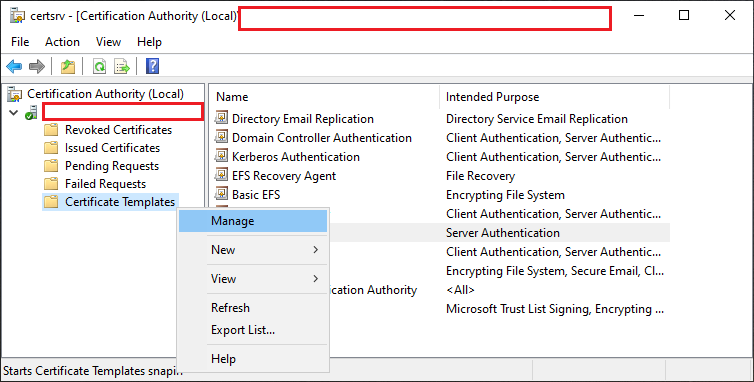 certsrv - [Certification Authority (Local)
File Action View Help
Certification Authority (Local)
Revoked Certificates
Issued Certificates
Pending Requests
Failed Requests
Certificate Templates
Name Intended Purpose
Directory Email Replication Directory Service Email Replication
Domain Controller Authentication Client Authentication, Server Authentic...
Kerberos Authentication Client Authentication, Server Authentic...
EFS Recovery Agent File Recovery
Basic EFS Encrypting File System
Client Authentication, Server Authentic...
Server Authentication
Client Authentication, Server Authentic...
Encrypting File System, Secure Email, Cl...
ication Authority <All>
Microsoft Trust List Signing, Encrypting ...
Manage
New
View
Refresh
Export List...
Help
Starts Certificate Templates snapin